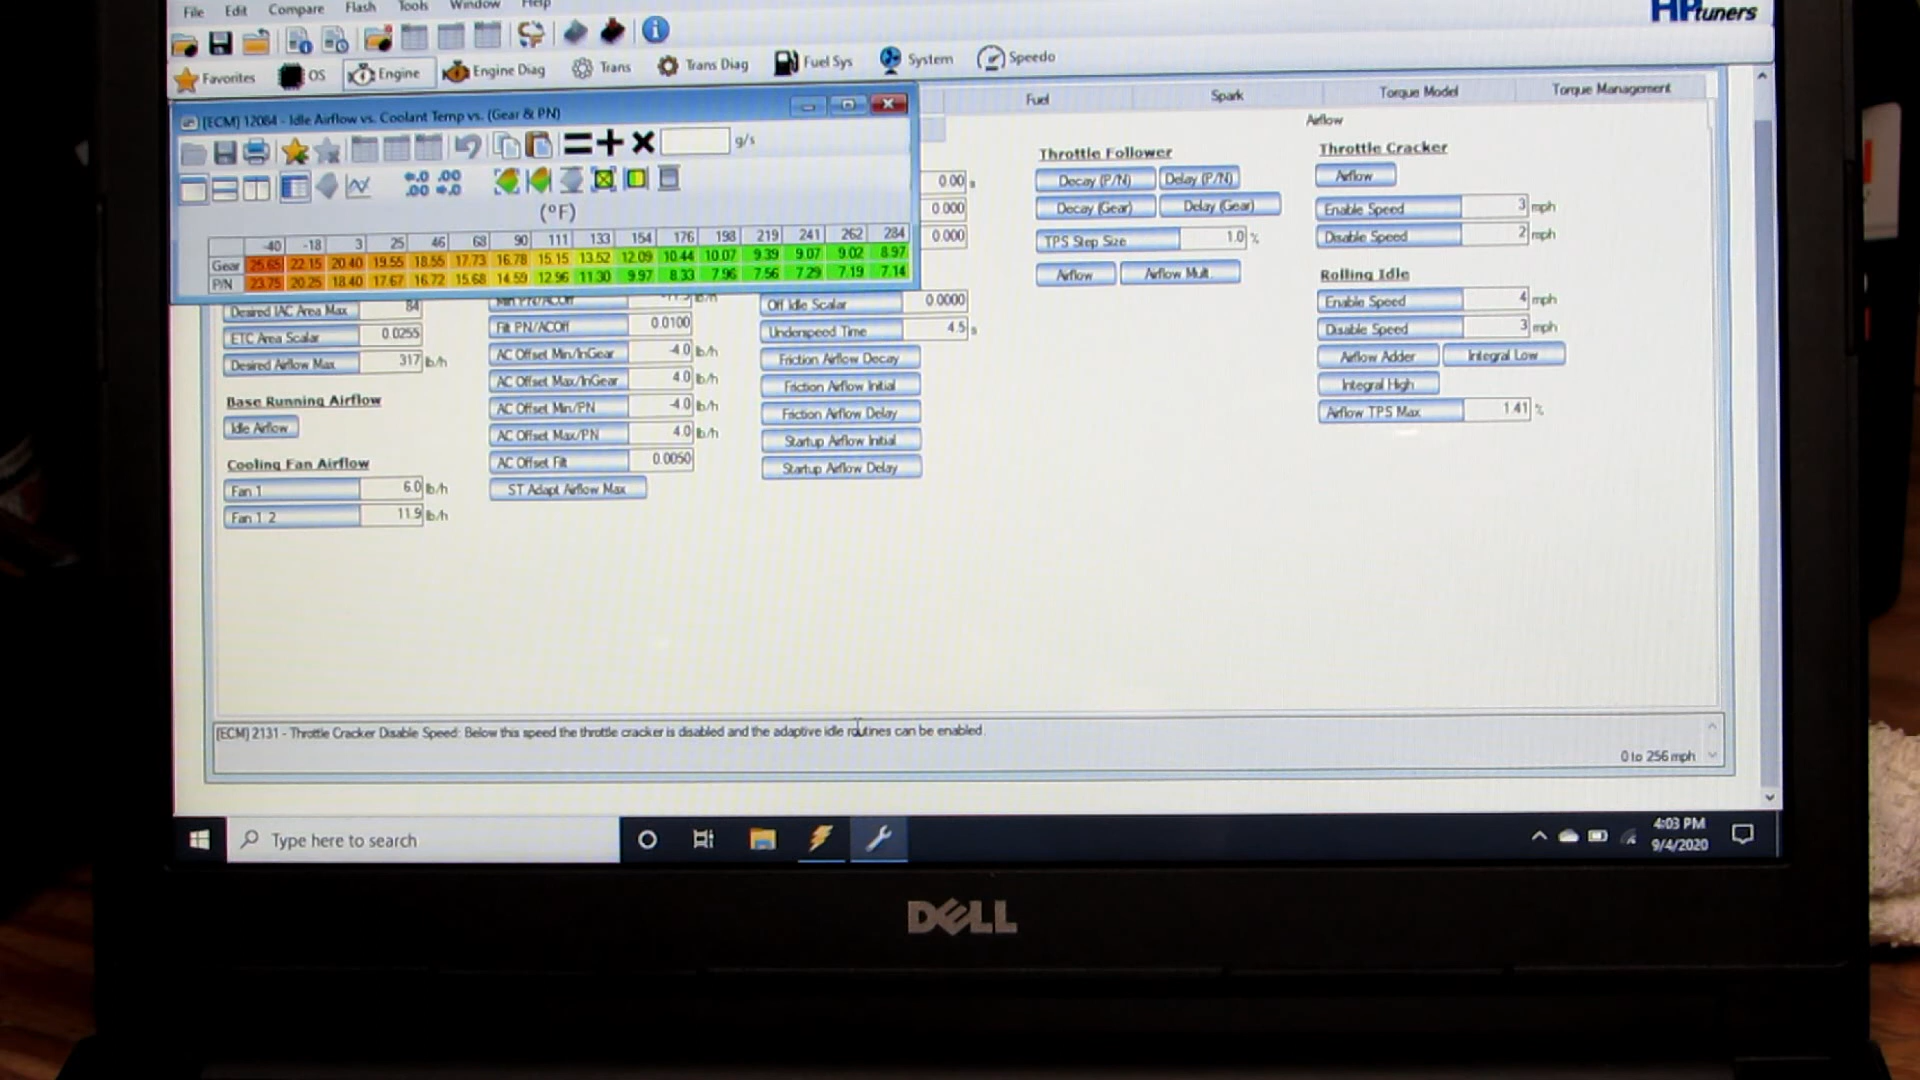 File Edit Compare Flash Tools Window Help
HPtuners
Favorites OS Engine Engine Diag Trans Trans Diag Fuel Sys System Speedo
[ECM] 12084 - Idle Airflow vs. Coolant Temp vs. (Gear & PN)
g/s
(°F)
-40 -18 3 25 46 68 90 111 133 154 176 198 219 241 262 284
Gear 25.65 22.15 20.40 19.55 18.55 17.73 16.78 15.15 13.52 12.09 10.44 10.07 9.39 9.07 9.02 8.97
P/N 23.75 20.25 18.40 17.67 16.72 15.68 14.59 12.96 11.30 9.97 8.33 7.96 7.56 7.29 7.19 7.14
Fuel Spark Torque Model Torque Management
Airflow
0.00 s
0.000
0.000
Desired IAC Area Max 84
ETC Area Scalar 0.0255
Desired Airflow Max 317 lb/h
Base Running Airflow
Idle Airflow
Cooling Fan Airflow
Fan 1 6.0 lb/h
Fan 1 2 11.9 lb/h
Min PN/ACOff lb/h
Filt PN/ACOff 0.0100
AC Offset Min/InGear -4.0 lb/h
AC Offset Max/InGear 4.0 lb/h
AC Offset Min/PN -4.0 lb/h
AC Offset Max/PN 4.0 lb/h
AC Offset Filt 0.0050
ST Adapt Airflow Max
Off Idle Scalar 0.0000
Underspeed Time 4.5 s
Friction Airflow Decay
Friction Airflow Initial
Friction Airflow Delay
Startup Airflow Initial
Startup Airflow Delay
Throttle Follower
Decay (P/N) Delay (P/N)
Decay (Gear) Delay (Gear)
TPS Step Size 1.0 %
Airflow Airflow Mult.
Throttle Cracker
Airflow
Enable Speed 3 mph
Disable Speed 2 mph
Rolling Idle
Enable Speed 4 mph
Disable Speed 3 mph
Airflow Adder Integral Low
Integral High
Airflow TPS Max 1.41 %
[ECM] 2131 - Throttle Cracker Disable Speed: Below this speed the throttle cracker is disabled and the adaptive idle routines can be enabled.
0 to 256 mph
Type here to search
4:03 PM
9/4/2020
DELL